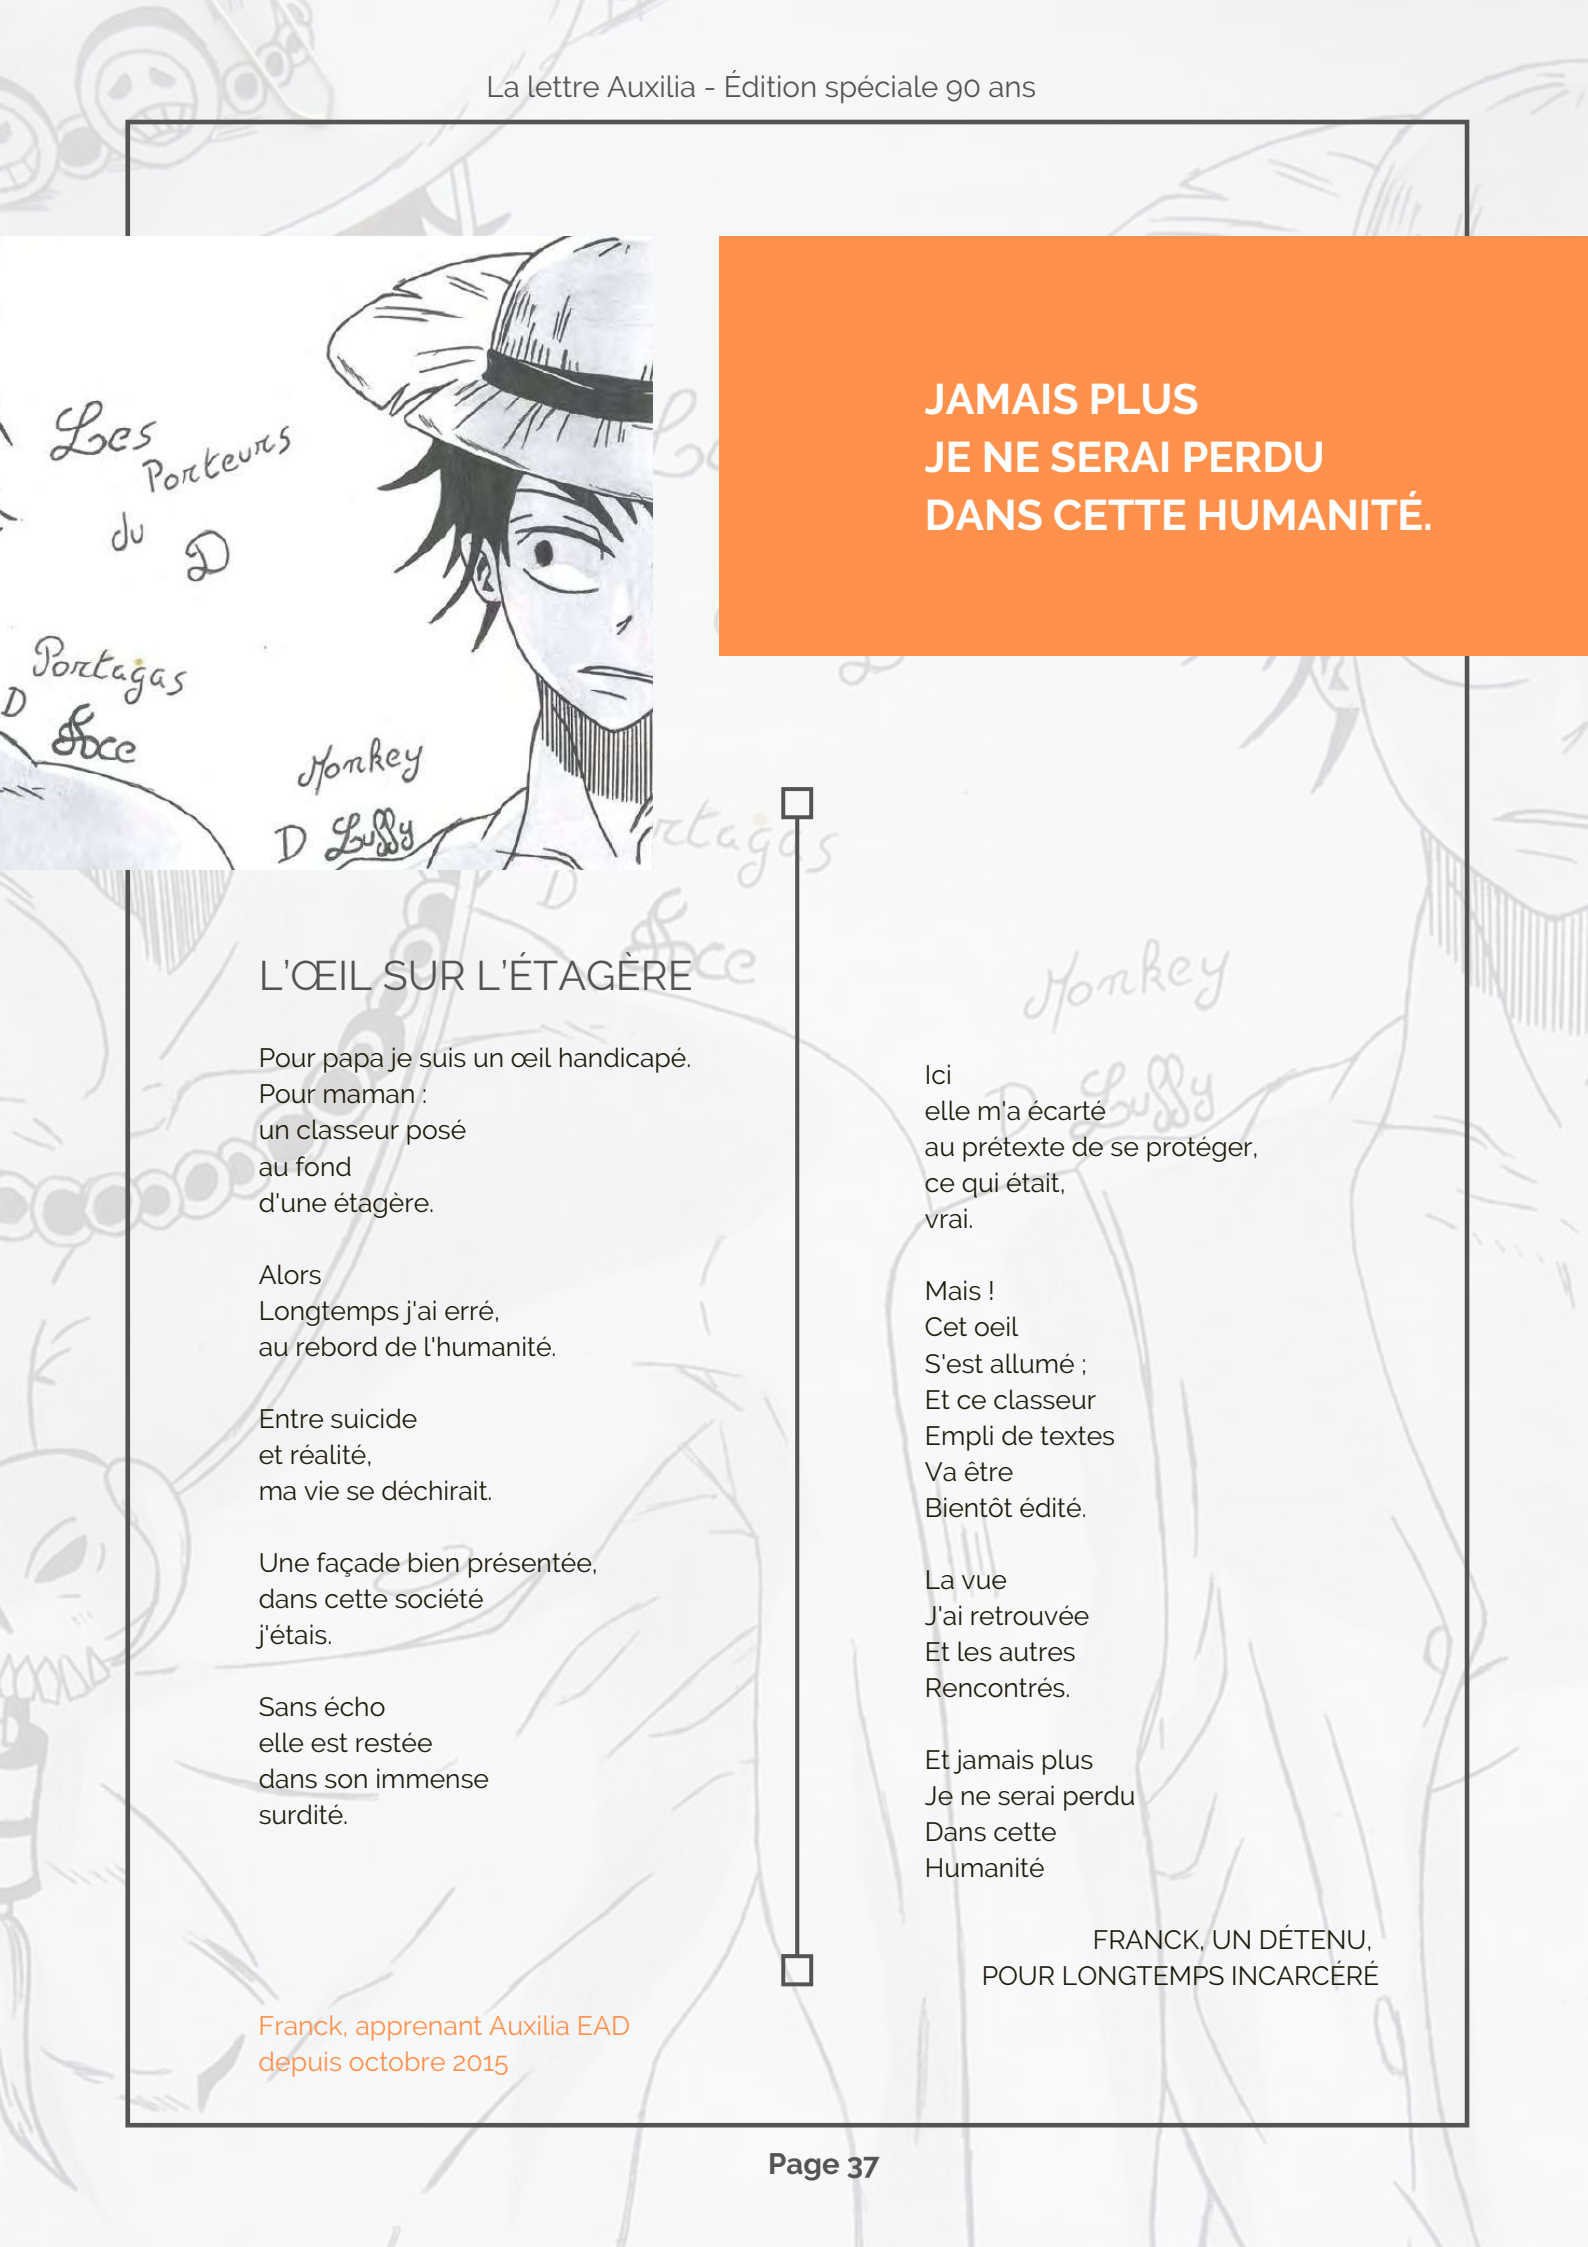 La lettre Auxilia - Édition spéciale 90 ans
Les
Porteurs
du
D
Portagas
D
Ace
Monkey
D Luffy
JAMAIS PLUS
JE NE SERAI PERDU
DANS CETTE HUMANITÉ.
L'ŒIL SUR L'ÉTAGÈRE
Pour papa je suis un œil handicapé.
Pour maman :
un classeur posé
au fond
d'une étagère.
Alors
Longtemps j'ai erré,
au rebord de l'humanité.
Entre suicide
et réalité,
ma vie se déchirait.
Une façade bien présentée,
dans cette société
j'étais.
Sans écho
elle est restée
dans son immense
surdité.
Franck, apprenant Auxilia EAD
depuis octobre 2015
Ici
elle m'a écarté
au prétexte de se protéger,
ce qui était,
vrai.
Mais !
Cet oeil
S'est allumé ;
Et ce classeur
Empli de textes
Va être
Bientôt édité.
La vue
J'ai retrouvée
Et les autres
Rencontrés.
Et jamais plus
Je ne serai perdu
Dans cette
Humanité
FRANCK, UN DÉTENU,
POUR LONGTEMPS INCARCÉRÉ
Page 37